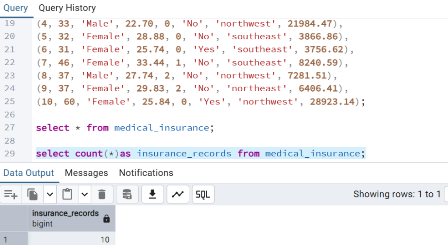 Query Query History
19 (4, 33, 'Male', 22.70, 0, 'No', 'northwest', 21984.47),
20 (5, 32, 'Female', 28.88, 0, 'No', 'southeast', 3866.86),
21 (6, 31, 'Female', 25.74, 0, 'Yes', 'southeast', 3756.62),
22 (7, 46, 'Female', 33.44, 1, 'No', 'southeast', 8240.59),
23 (8, 37, 'Male', 27.74, 2, 'No', 'northwest', 7281.51),
24 (9, 37, 'Female', 29.83, 2, 'No', 'northeast', 6406.41),
25 (10, 60, 'Female', 25.84, 0, 'Yes', 'northwest', 28923.14);
26
27 select * from medical_insurance;
28
29 select count(*)as insurance_records from medical_insurance;
Data Output Messages Notifications
SQL Showing rows: 1 to 1
insurance_records
bigint
1 10